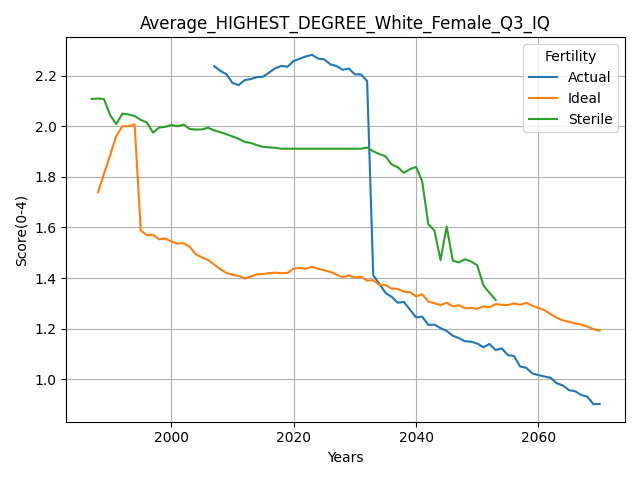 Average_HIGHEST_DEGREE_White_Female_Q3_IQ
Fertility
Actual
Ideal
Sterile
Score(0-4)
2.2
2.0
1.8
1.6
1.4
1.2
1.0
2000 2020 2040 2060
Years